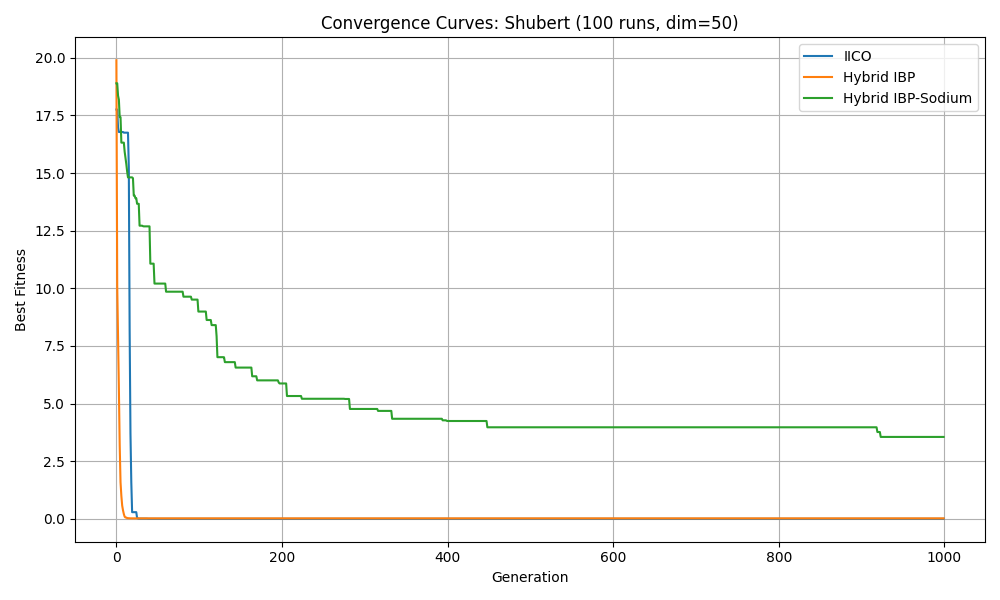 Convergence Curves: Shubert (100 runs, dim=50)
IICO
Hybrid IBP
Hybrid IBP-Sodium
Best Fitness
20.0
17.5
15.0
12.5
10.0
7.5
5.0
2.5
0.0
0 200 400 600 800 1000
Generation